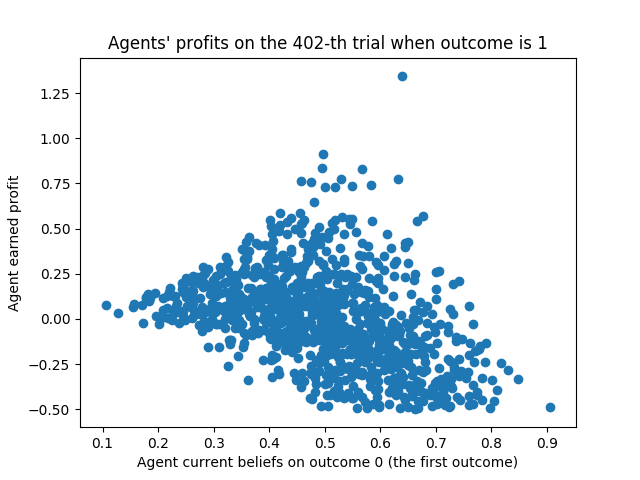 Agents' profits on the 402-th trial when outcome is 1
Agent earned profit
1.25
1.00
0.75
0.50
0.25
0.00
−0.25
−0.50
0.1 0.2 0.3 0.4 0.5 0.6 0.7 0.8 0.9
Agent current beliefs on outcome 0 (the first outcome)